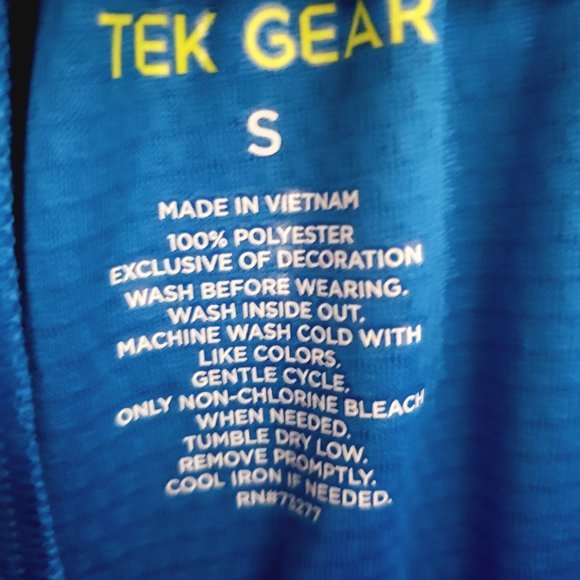 TEK GEAR
S
MADE IN VIETNAM
100% POLYESTER
EXCLUSIVE OF DECORATION
WASH BEFORE WEARING.
WASH INSIDE OUT.
MACHINE WASH COLD WITH
LIKE COLORS.
GENTLE CYCLE.
ONLY NON-CHLORINE BLEACH
WHEN NEEDED.
TUMBLE DRY LOW.
REMOVE PROMPTLY.
COOL IRON IF NEEDED.
RN#73277